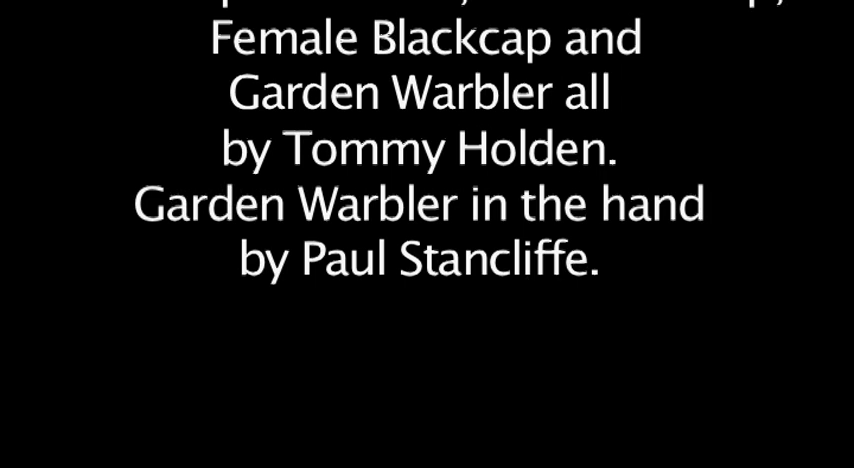 Female Blackcap and
Garden Warbler all
by Tommy Holden.
Garden Warbler in the hand
by Paul Stancliffe.